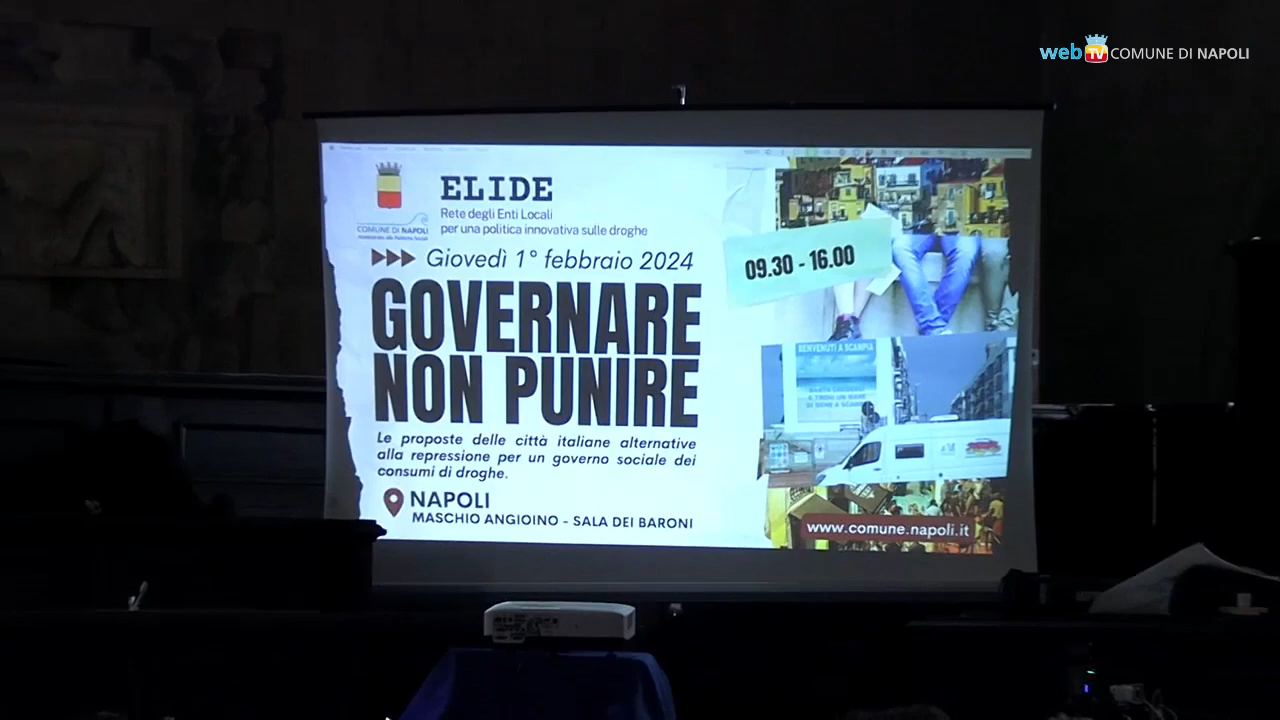 web TV COMUNE DI NAPOLI
ELIDE
Rete degli Enti Locali
per una politica innovativa sulle droghe
COMUNE DI NAPOLI
Giovedì 1° febbraio 2024
09.30 - 16.00
GOVERNARE
NON PUNIRE
BENVENUTI A SCAMPIA
Le proposte delle città italiane alternative
alla repressione per un governo sociale dei
consumi di droghe.
NAPOLI
MASCHIO ANGIOINO - SALA DEI BARONI
www.comune.napoli.it